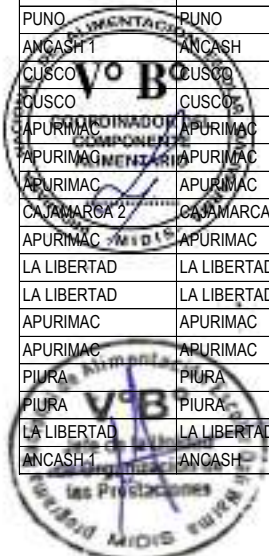 PUNO PUNO
ANCASH 1 ANCASH
CUSCO CUSCO
CUSCO CUSCO
APURIMAC APURIMAC
APURIMAC APURIMAC
APURIMAC APURIMAC
CAJAMARCA 2 CAJAMARCA
APURIMAC APURIMAC
LA LIBERTAD LA LIBERTAD
LA LIBERTAD LA LIBERTAD
APURIMAC APURIMAC
APURIMAC APURIMAC
PIURA PIURA
PIURA PIURA
LA LIBERTAD LA LIBERTAD
ANCASH 1 ANCASH
V° B°
COORDINADOR
COMPONENTE
ALIMENTARIO
MIDIS
V° B°
las Prestaciones
MIDIS